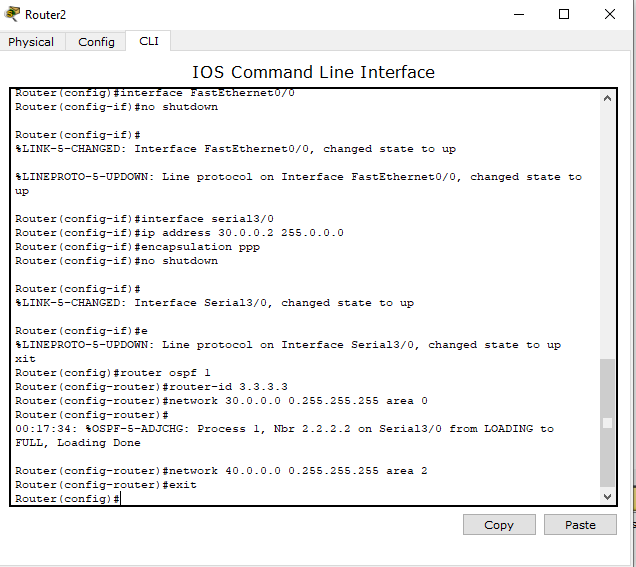 Router2
Physical Config CLI
IOS Command Line Interface
Router(config)#interface FastEthernet0/0
Router(config-if)#no shutdown
Router(config-if)#
%LINK-5-CHANGED: Interface FastEthernet0/0, changed state to up
%LINEPROTO-5-UPDOWN: Line protocol on Interface FastEthernet0/0, changed state to
up
Router(config-if)#interface serial3/0
Router(config-if)#ip address 30.0.0.2 255.0.0.0
Router(config-if)#encapsulation ppp
Router(config-if)#no shutdown
Router(config-if)#
%LINK-5-CHANGED: Interface Serial3/0, changed state to up
Router(config-if)#e
%LINEPROTO-5-UPDOWN: Line protocol on Interface Serial3/0, changed state to up
xit
Router(config)#router ospf 1
Router(config-router)#router-id 3.3.3.3
Router(config-router)#network 30.0.0.0 0.255.255.255 area 0
Router(config-router)#
00:17:34: %OSPF-5-ADJCHG: Process 1, Nbr 2.2.2.2 on Serial3/0 from LOADING to
FULL, Loading Done
Router(config-router)#network 40.0.0.0 0.255.255.255 area 2
Router(config-router)#exit
Router(config)#
Copy Paste